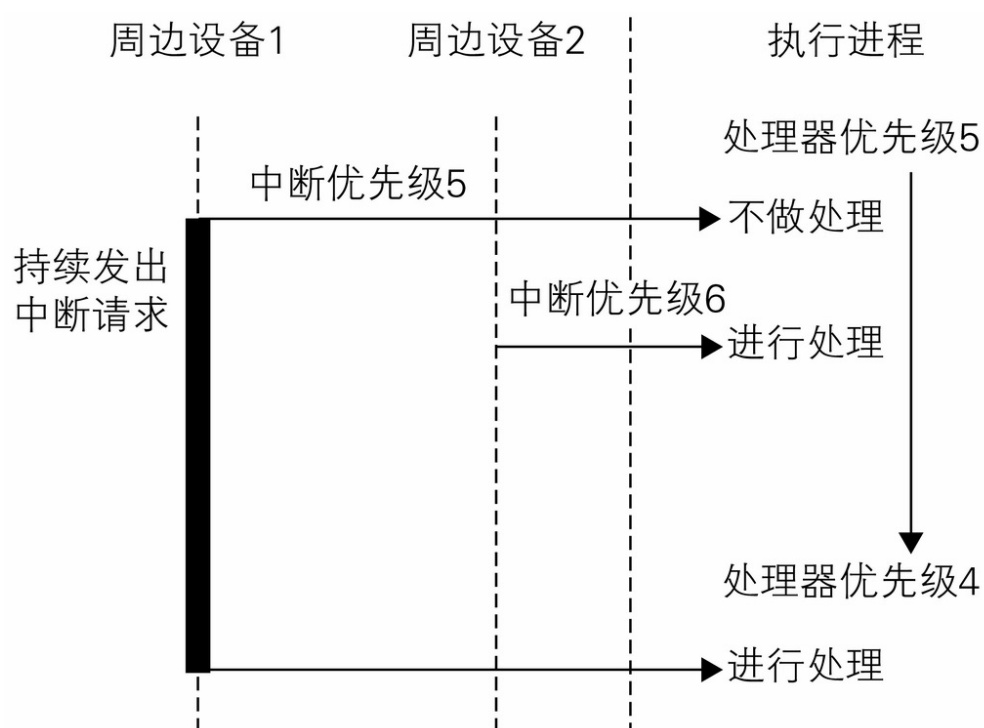 周边设备1
周边设备2
执行进程
处理器优先级5
中断优先级5
不做处理
持续发出
中断请求
中断优先级6
进行处理
处理器优先级4
进行处理